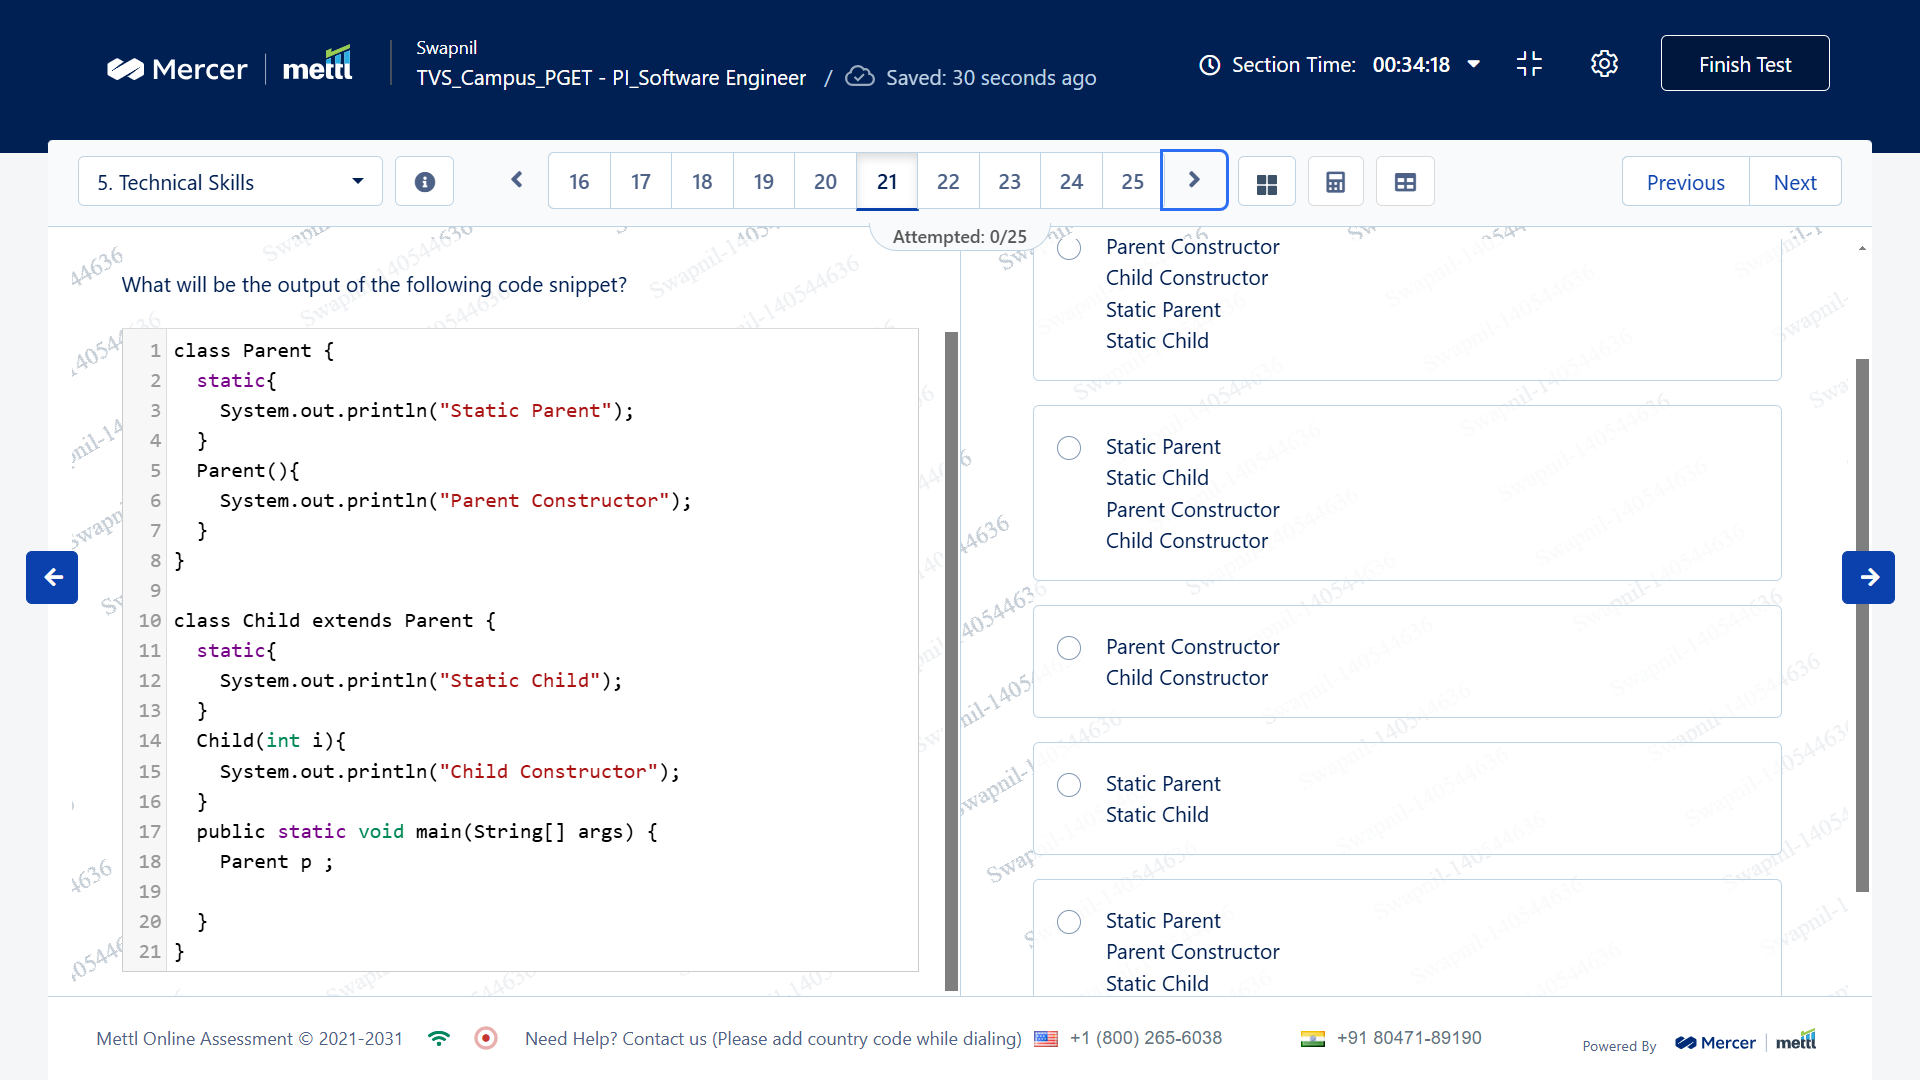 Mercer mettl
Swapnil
TVS_Campus_PGET - PI_Software Engineer / Saved: 30 seconds ago
Section Time: 00:34:18
Finish Test
5. Technical Skills
16 17 18 19 20 21 22 23 24 25
Previous Next
Attempted: 0/25
What will be the output of the following code snippet?
1 class Parent {
2 static{
3 System.out.println("Static Parent");
4 }
5 Parent(){
6 System.out.println("Parent Constructor");
7 }
8 }
9
10 class Child extends Parent {
11 static{
12 System.out.println("Static Child");
13 }
14 Child(int i){
15 System.out.println("Child Constructor");
16 }
17 public static void main(String[] args) {
18 Parent p ;
19
20 }
21 }
Parent Constructor
Child Constructor
Static Parent
Static Child
Static Parent
Static Child
Parent Constructor
Child Constructor
Parent Constructor
Child Constructor
Static Parent
Static Child
Static Parent
Parent Constructor
Static Child
Mettl Online Assessment © 2021-2031
Need Help? Contact us (Please add country code while dialing) +1 (800) 265-6038 +91 80471-89190
Powered By Mercer mettl
Swapnil-140544636